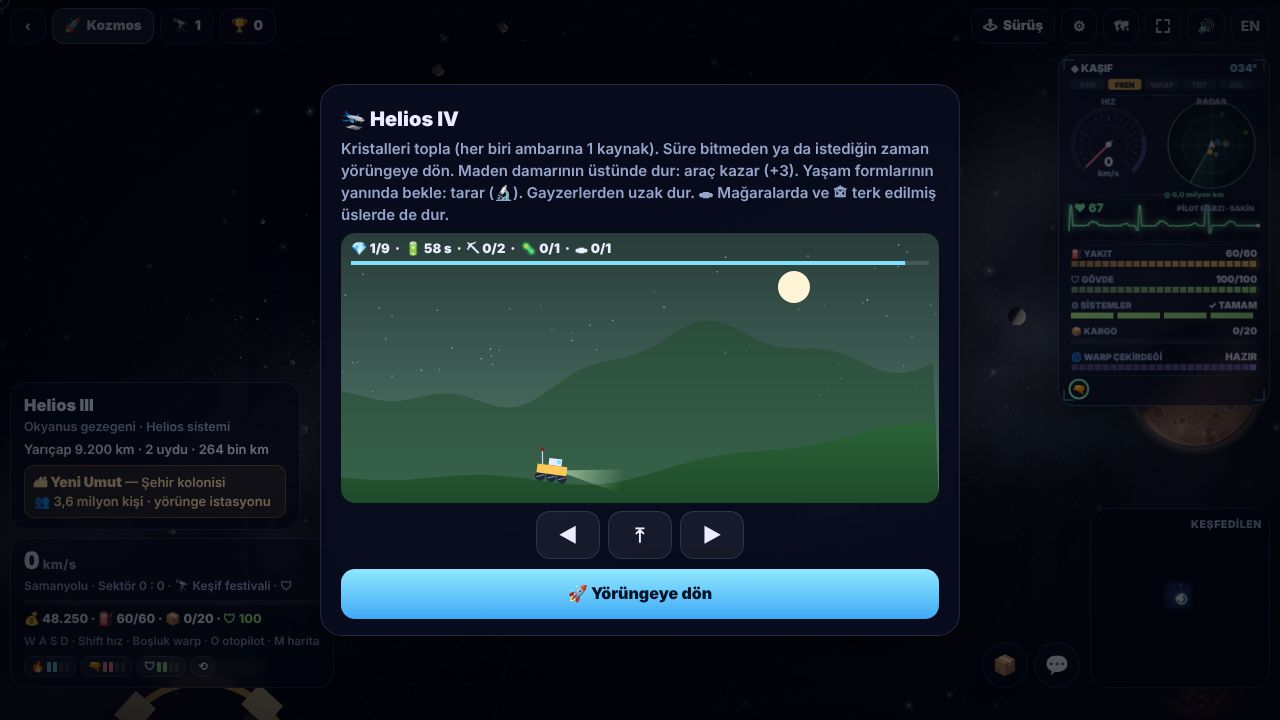 Kozmos
1
0
Sürüş
EN
KAŞİF
034°
OTO
FREN
WARP
HIZ
RADAR
0
km/s
6,0 milyon km
67
YAKIT
60/60
GÖVDE
100/100
SİSTEMLER
TAMAM
KARGO
0/20
WARP ÇEKİRDEĞİ
HAZIR
Helios IV
Kristalleri topla (her biri ambarına 1 kaynak). Süre bitmeden ya da istediğin zaman
yörüngeye dön. Maden damarının üstünde dur: araç kazar (+3). Yaşam formlarının
yanında bekle: tarar (🔬). Gayzerlerden uzak dur. 🕳 Mağaralarda ve 🏚 terk edilmiş
üslerde de dur.
💎 1/9 · 🔋 58 s · ⛏ 0/2 · 🦠 0/1 · 🕳 0/1
🚀 Yörüngeye dön
Helios III
Okyanus gezegeni · Helios sistemi
Yarıçap 9.200 km · 2 uydu · 264 bin km
Yeni Umut — Şehir kolonisi
3,6 milyon kişi · yörünge istasyonu
0 km/s
Samanyolu · Sektör 0 : 0 · Keşif festivali ·
48.250 · 60/60 · 0/20 · 100
W A S D · Shift hız · Boşluk warp · O otopilot · M harita
KEŞFEDİLEN